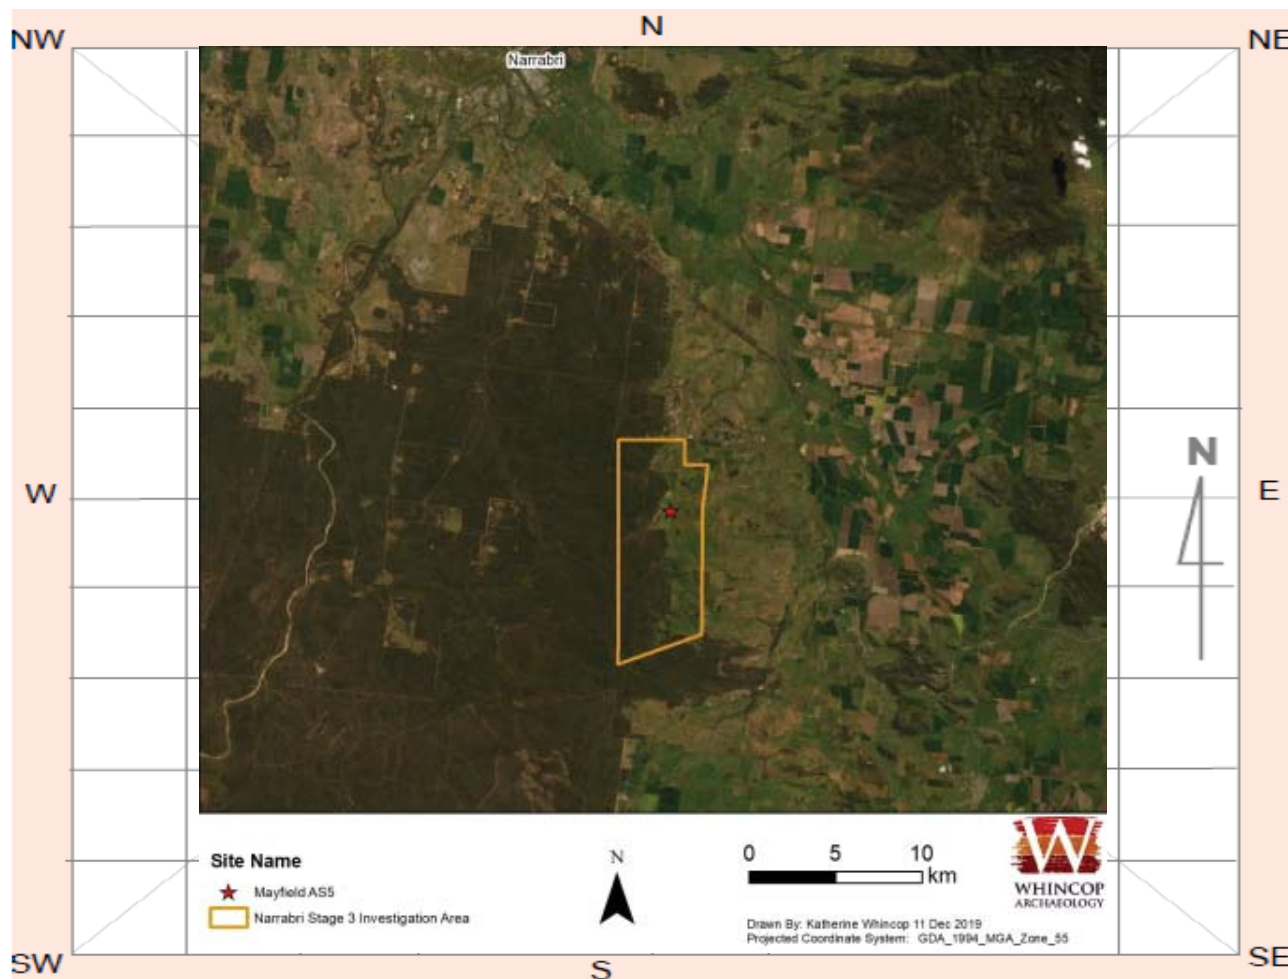 N
NW
NE
Narrabri
N
W
E
Site Name
Mayfield AS5
Narrabri Stage 3 Investigation Area
N
0 5 10
km
W
WHINCOP
ARCHAEOLOGY
Drawn By: Katherine Whincop 11 Dec 2019
Projected Coordinate System: GDA_1994_MGA_Zone_55
SW
S
SE